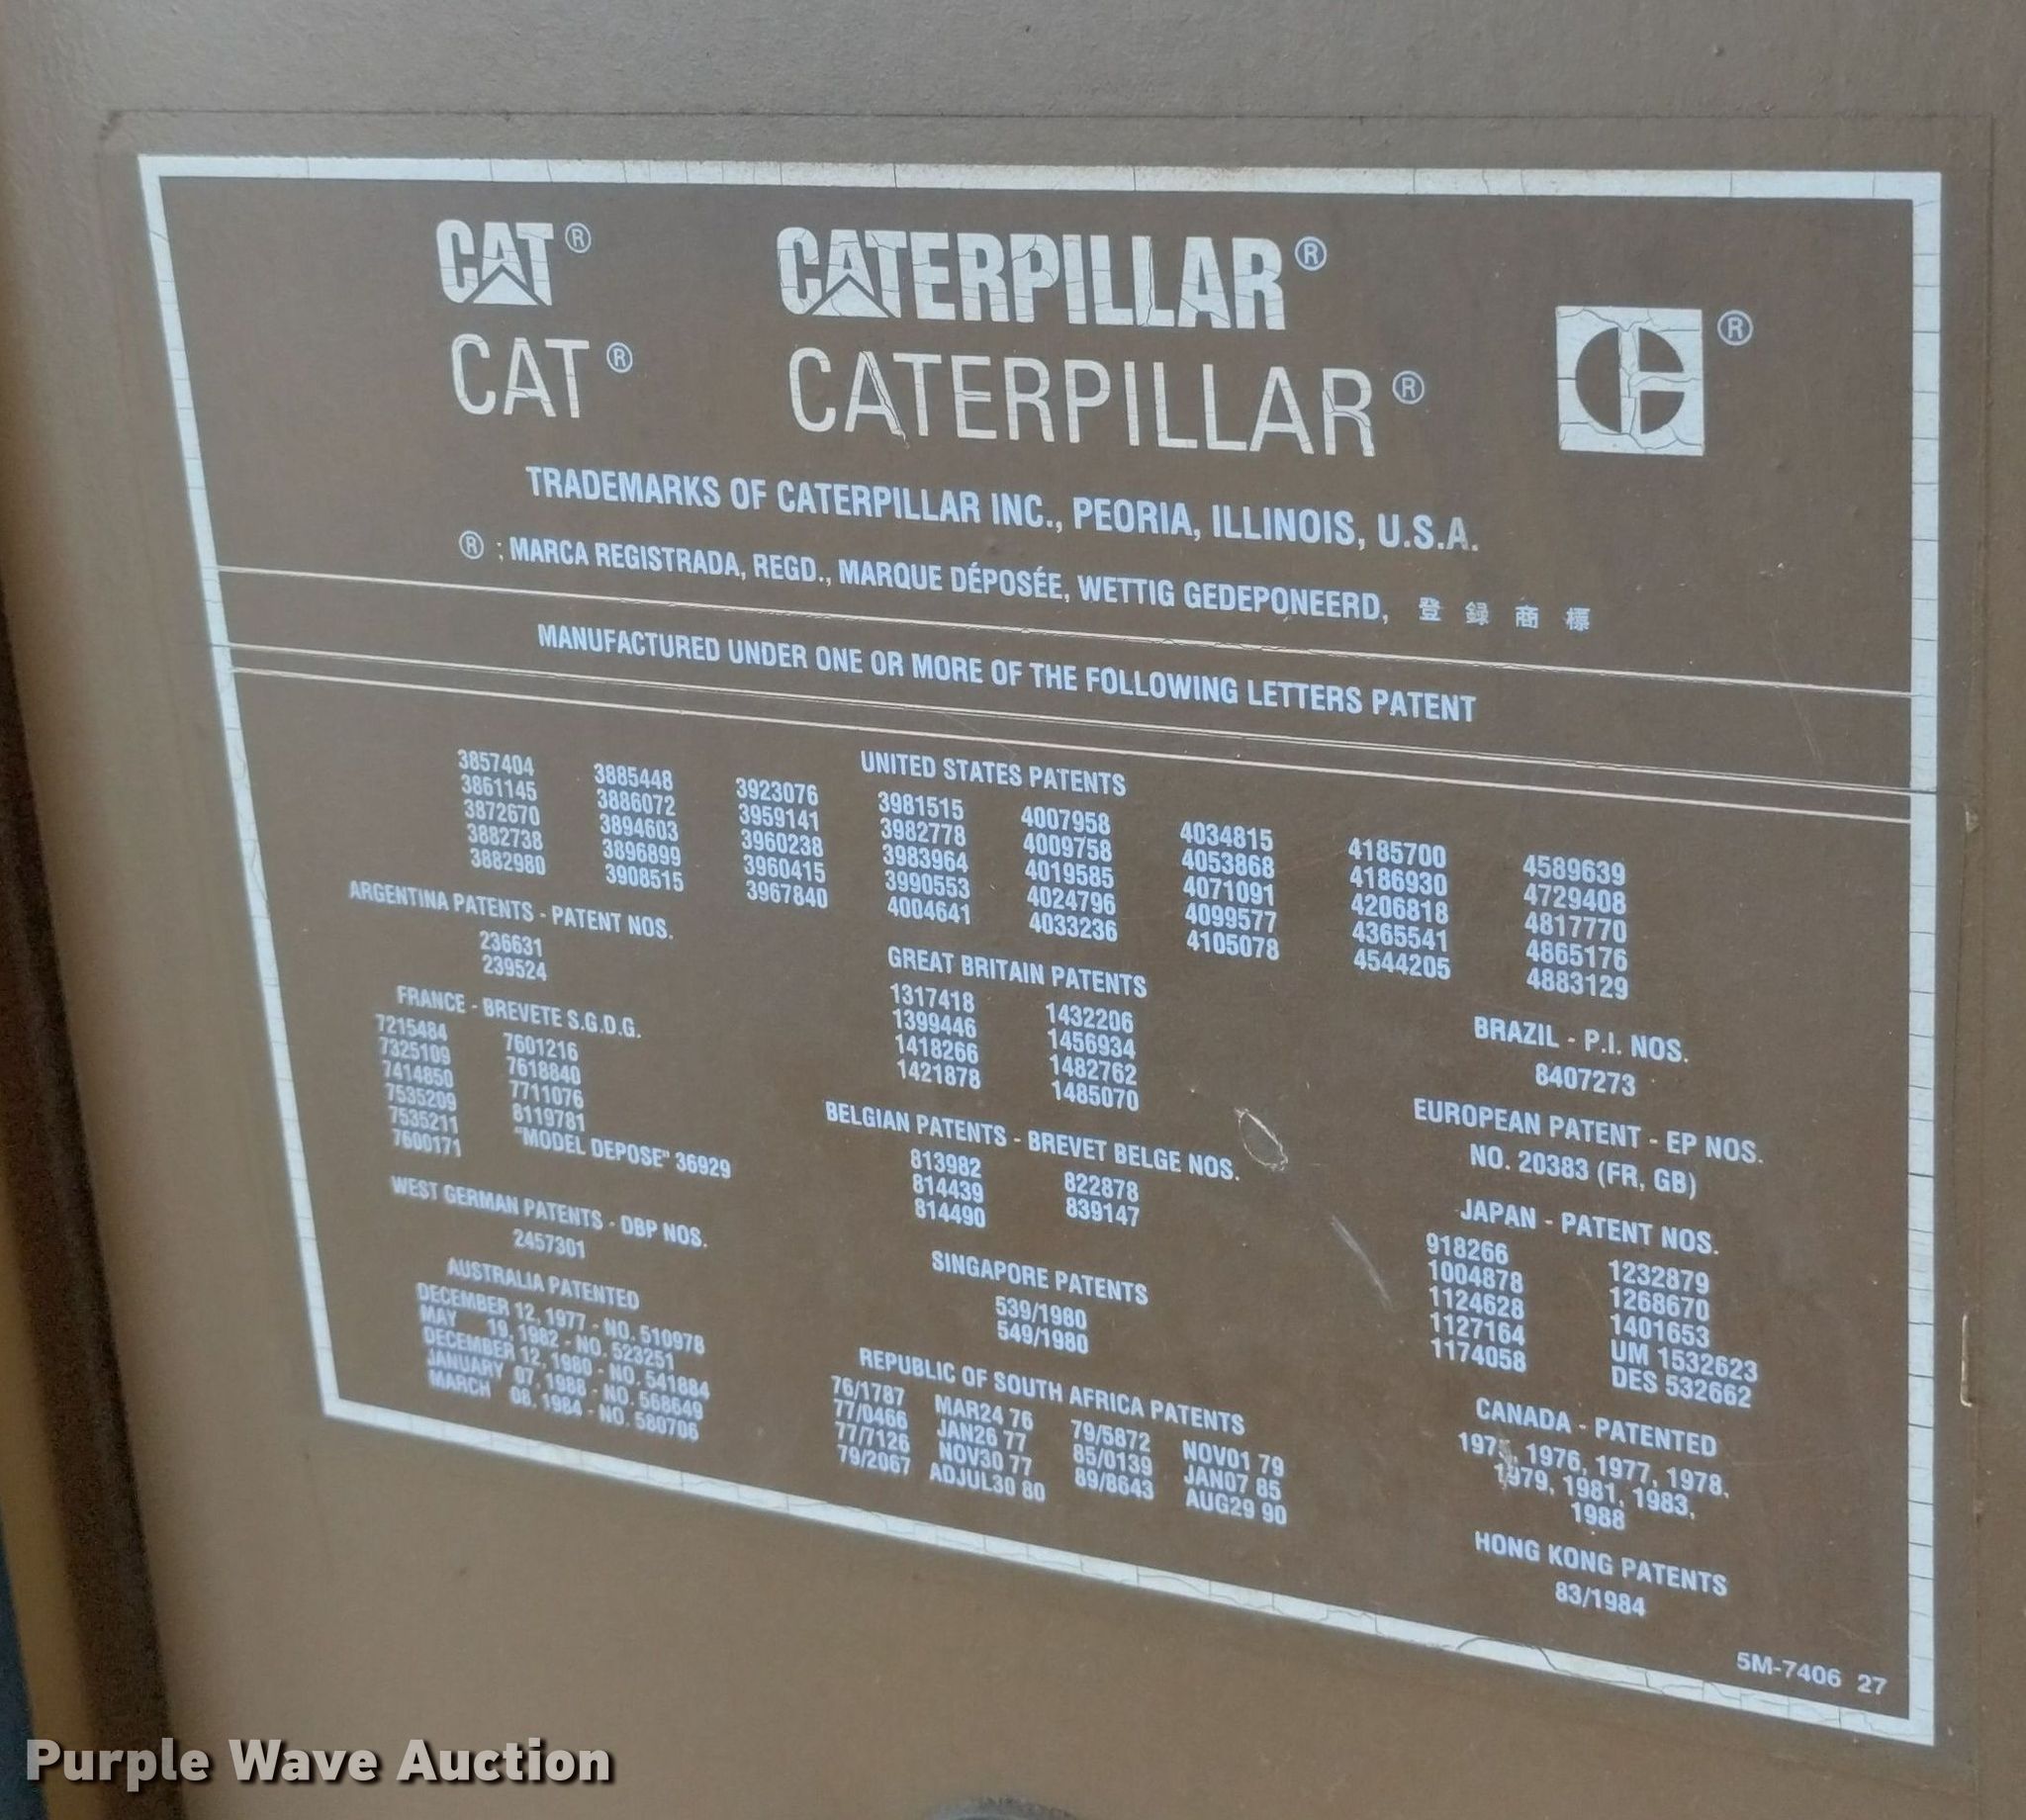 CAT® CATERPILLAR®
CAT® CATERPILLAR® ®
TRADEMARKS OF CATERPILLAR INC., PEORIA, ILLINOIS, U.S.A.
® ; MARCA REGISTRADA, REGD., MARQUE DÉPOSÉE, WETTIG GEDEPONEERD, 登 録 商 標
MANUFACTURED UNDER ONE OR MORE OF THE FOLLOWING LETTERS PATENT
UNITED STATES PATENTS
3857404 3885448 3923076 3981515 4007958 4034815 4185700 4589639
3861145 3886072 3959141 3982778 4009758 4053868 4186930 4729408
3872670 3894603 3960238 3983964 4019585 4071091 4206818 4817770
3882738 3896899 3960415 3990553 4024796 4099577 4365541 4865176
3882980 3908515 3967840 4004641 4033236 4105078 4544205 4883129
ARGENTINA PATENTS - PATENT NOS.
236631
239524
FRANCE - BREVETE S.G.D.G.
7215484 7601216
7325109 7618840
7414850 7711076
7535209 8119781
7535211 "MODEL DEPOSE" 36929
7600171
WEST GERMAN PATENTS - DBP NOS.
2457301
AUSTRALIA PATENTED
DECEMBER 12, 1977 - NO. 510978
MAY 19, 1982 - NO. 523251
DECEMBER 12, 1980 - NO. 541884
JANUARY 07, 1988 - NO. 568649
MARCH 08, 1984 - NO. 580706
GREAT BRITAIN PATENTS
1317418 1432206
1399446 1456934
1418266 1482762
1421878 1485070
BELGIAN PATENTS - BREVET BELGE NOS.
813982 822878
814439 839147
814490
SINGAPORE PATENTS
539/1980
549/1980
REPUBLIC OF SOUTH AFRICA PATENTS
76/1787 MAR24 76 79/5872 NOV01 79
77/0466 JAN26 77 85/0139 JAN07 85
77/7126 NOV30 77 89/8643 AUG29 90
79/2067 ADJUL30 80
BRAZIL - P.I. NOS.
8407273
EUROPEAN PATENT - EP NOS.
NO. 20383 (FR, GB)
JAPAN - PATENT NOS.
918266 1232879
1004878 1268670
1124628 1401653
1127164 UM 1532623
1174058 DES 532662
CANADA - PATENTED
1976, 1977, 1978,
1979, 1981, 1983,
1988
HONG KONG PATENTS
83/1984
5M-7406 27
Purple Wave Auction